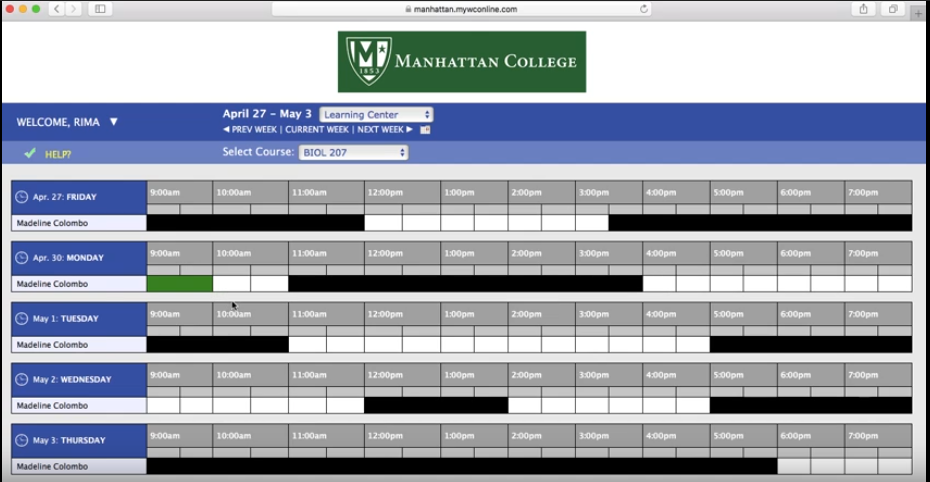 manhattan.mywconline.com
M
1853
MANHATTAN COLLEGE
WELCOME, RIMA ▼
April 27 – May 3 Learning Center
◄ PREV WEEK | CURRENT WEEK | NEXT WEEK ►
HELP?
Select Course: BIOL 207
Apr. 27: FRIDAY 9:00am 10:00am 11:00am 12:00pm 1:00pm 2:00pm 3:00pm 4:00pm 5:00pm 6:00pm 7:00pm
Madeline Colombo
Apr. 30: MONDAY 9:00am 10:00am 11:00am 12:00pm 1:00pm 2:00pm 3:00pm 4:00pm 5:00pm 6:00pm 7:00pm
Madeline Colombo
May 1: TUESDAY 9:00am 10:00am 11:00am 12:00pm 1:00pm 2:00pm 3:00pm 4:00pm 5:00pm 6:00pm 7:00pm
Madeline Colombo
May 2: WEDNESDAY 9:00am 10:00am 11:00am 12:00pm 1:00pm 2:00pm 3:00pm 4:00pm 5:00pm 6:00pm 7:00pm
Madeline Colombo
May 3: THURSDAY 9:00am 10:00am 11:00am 12:00pm 1:00pm 2:00pm 3:00pm 4:00pm 5:00pm 6:00pm 7:00pm
Madeline Colombo